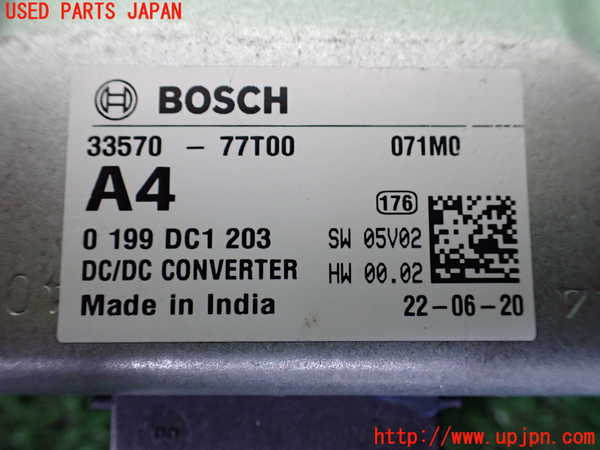 USED PARTS JAPAN
BOSCH
33570 - 77T00 071M0
A4 176
0 199 DC1 203 SW 05V02
DC/DC CONVERTER HW 00.02
Made in India 22-06-20
http://www.upjpn.com/